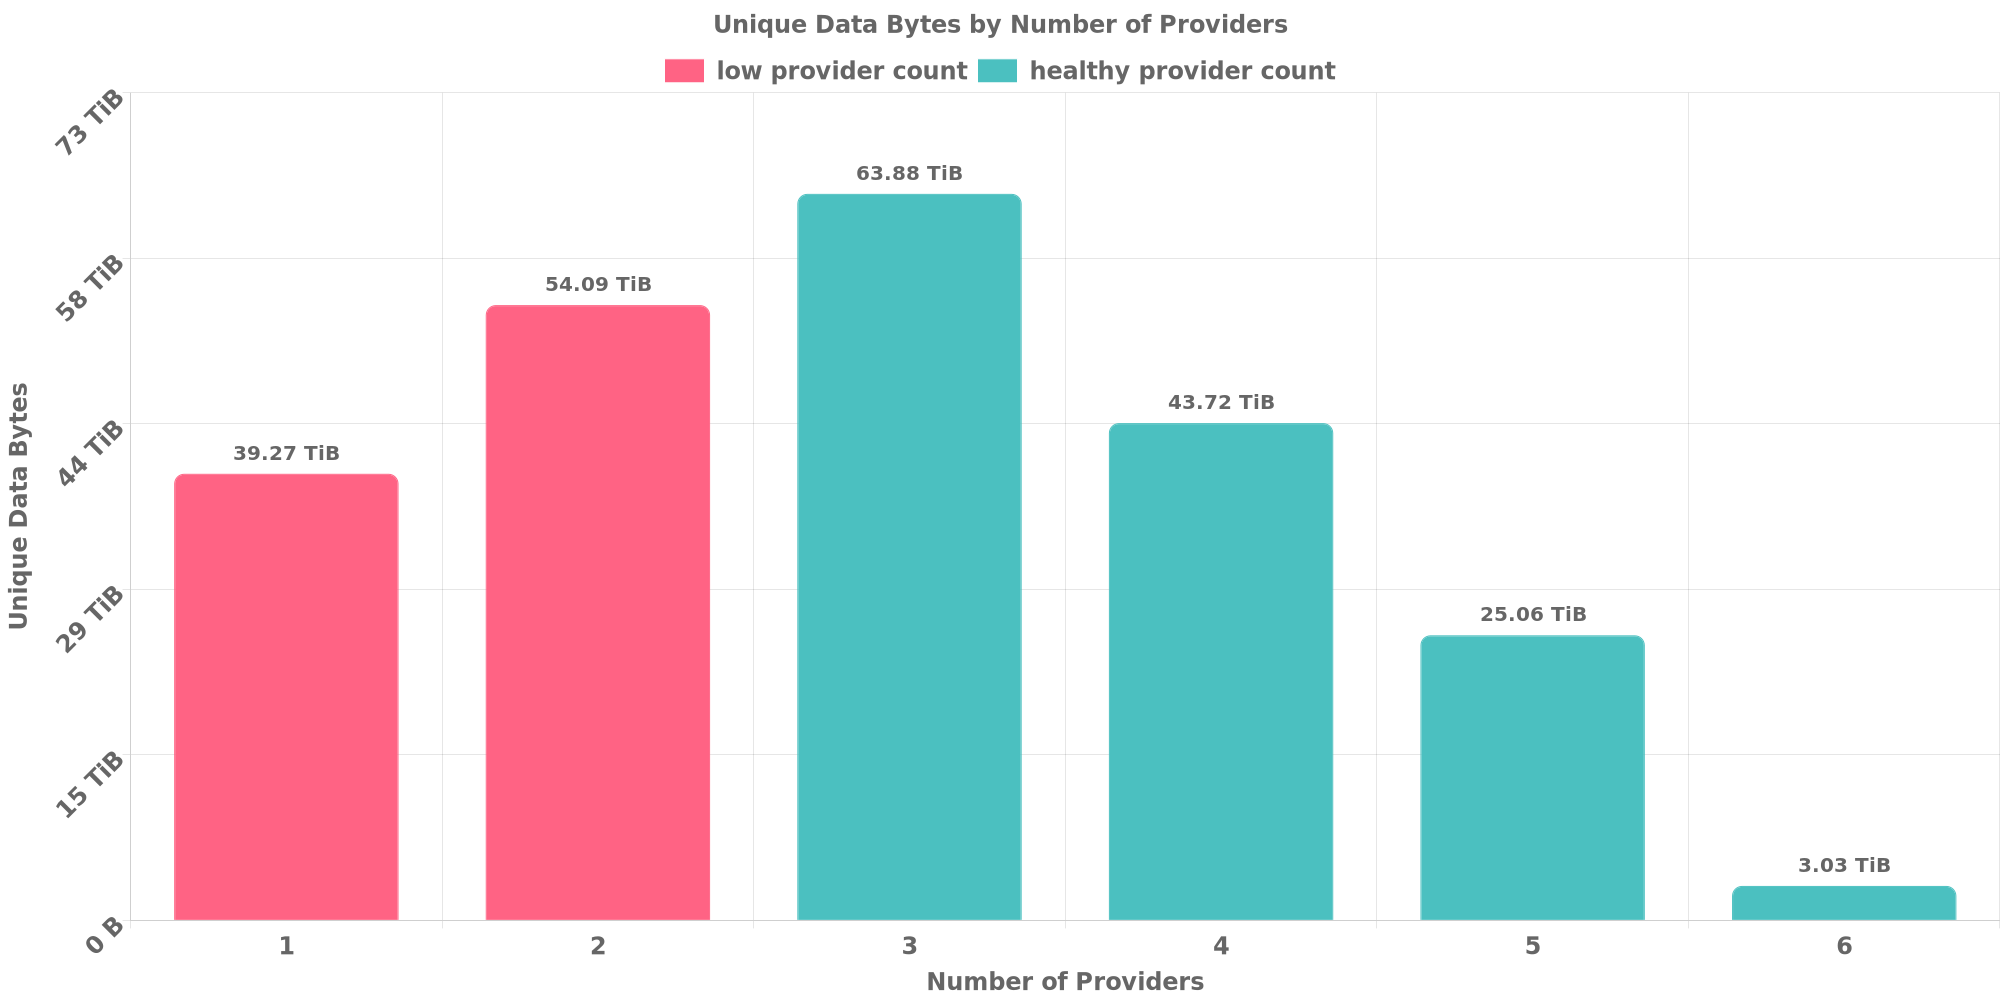 Unique Data Bytes by Number of Providers
low provider count
healthy provider count
Unique Data Bytes
73 TiB
58 TiB
44 TiB
29 TiB
15 TiB
0 B
39.27 TiB
54.09 TiB
63.88 TiB
43.72 TiB
25.06 TiB
3.03 TiB
1
2
3
4
5
6
Number of Providers